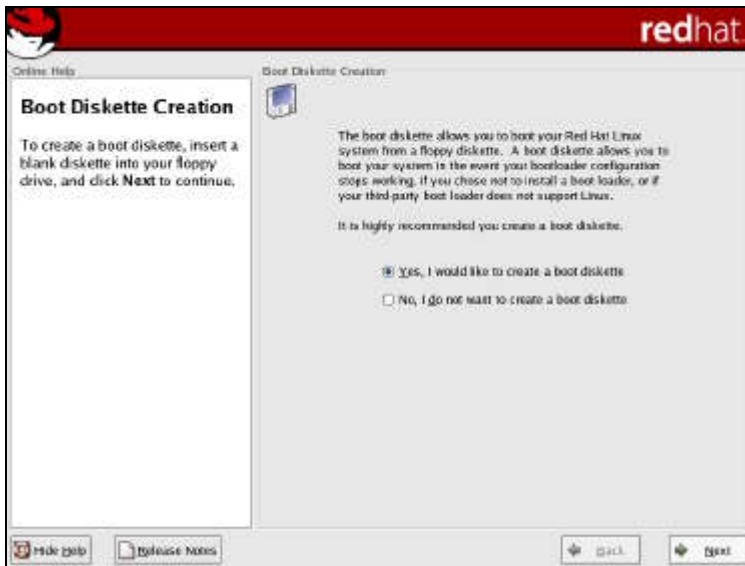 redhat.
Online Help
Boot Diskette Creation
To create a boot diskette, insert a
blank diskette into your floppy
drive, and click Next to continue.
Boot Diskette Creation
The boot diskette allows you to boot your Red Hat Linux
system from a floppy diskette. A boot diskette allows you to
boot your system in the event your bootloader configuration
stops working, if you chose not to install a boot loader, or if
your third-party boot loader does not support Linux.
It is highly recommended you create a boot diskette.
Yes, I would like to create a boot diskette
No, I do not want to create a boot diskette
Hide Help
Release Notes
Back
Next